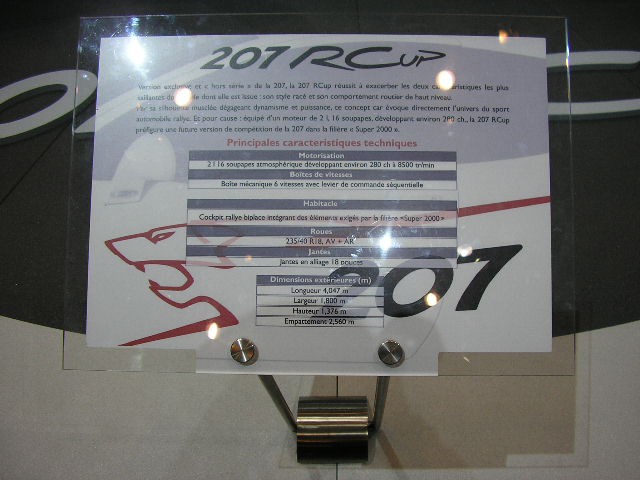 207 RCUP
Version exclusive et « hors série » de la 207, la 207 RCup réussit à exacerber les deux caractéristiques les plus
saillantes du modèle dont elle est issue : son style racé et son comportement routier de haut niveau.
Par sa silhouette musclée dégageant dynamisme et puissance, ce concept car évoque directement l'univers du sport
automobile rallye. Et pour cause : équipé d'un moteur de 2 l, 16 soupapes, développant environ 280 ch., la 207 RCup
préfigure une future version de compétition de la 207 dans la filière « Super 2000 ».
Principales caractéristiques techniques
Motorisation
2 l 16 soupapes atmosphérique développant environ 280 ch à 8500 tr/min
Boîtes de vitesses
Boîte mécanique 6 vitesses avec levier de commande séquentielle
Habitacle
Cockpit rallye biplace intégrant des éléments exigés par la filière «Super 2000»
Roues
235/40 R18, AV + AR
Jantes
Jantes en alliage 18 pouces
Dimensions extérieures (m)
Longueur 4,047 m
Largeur 1,800 m
Hauteur 1,376 m
Empattement 2,560 m
207